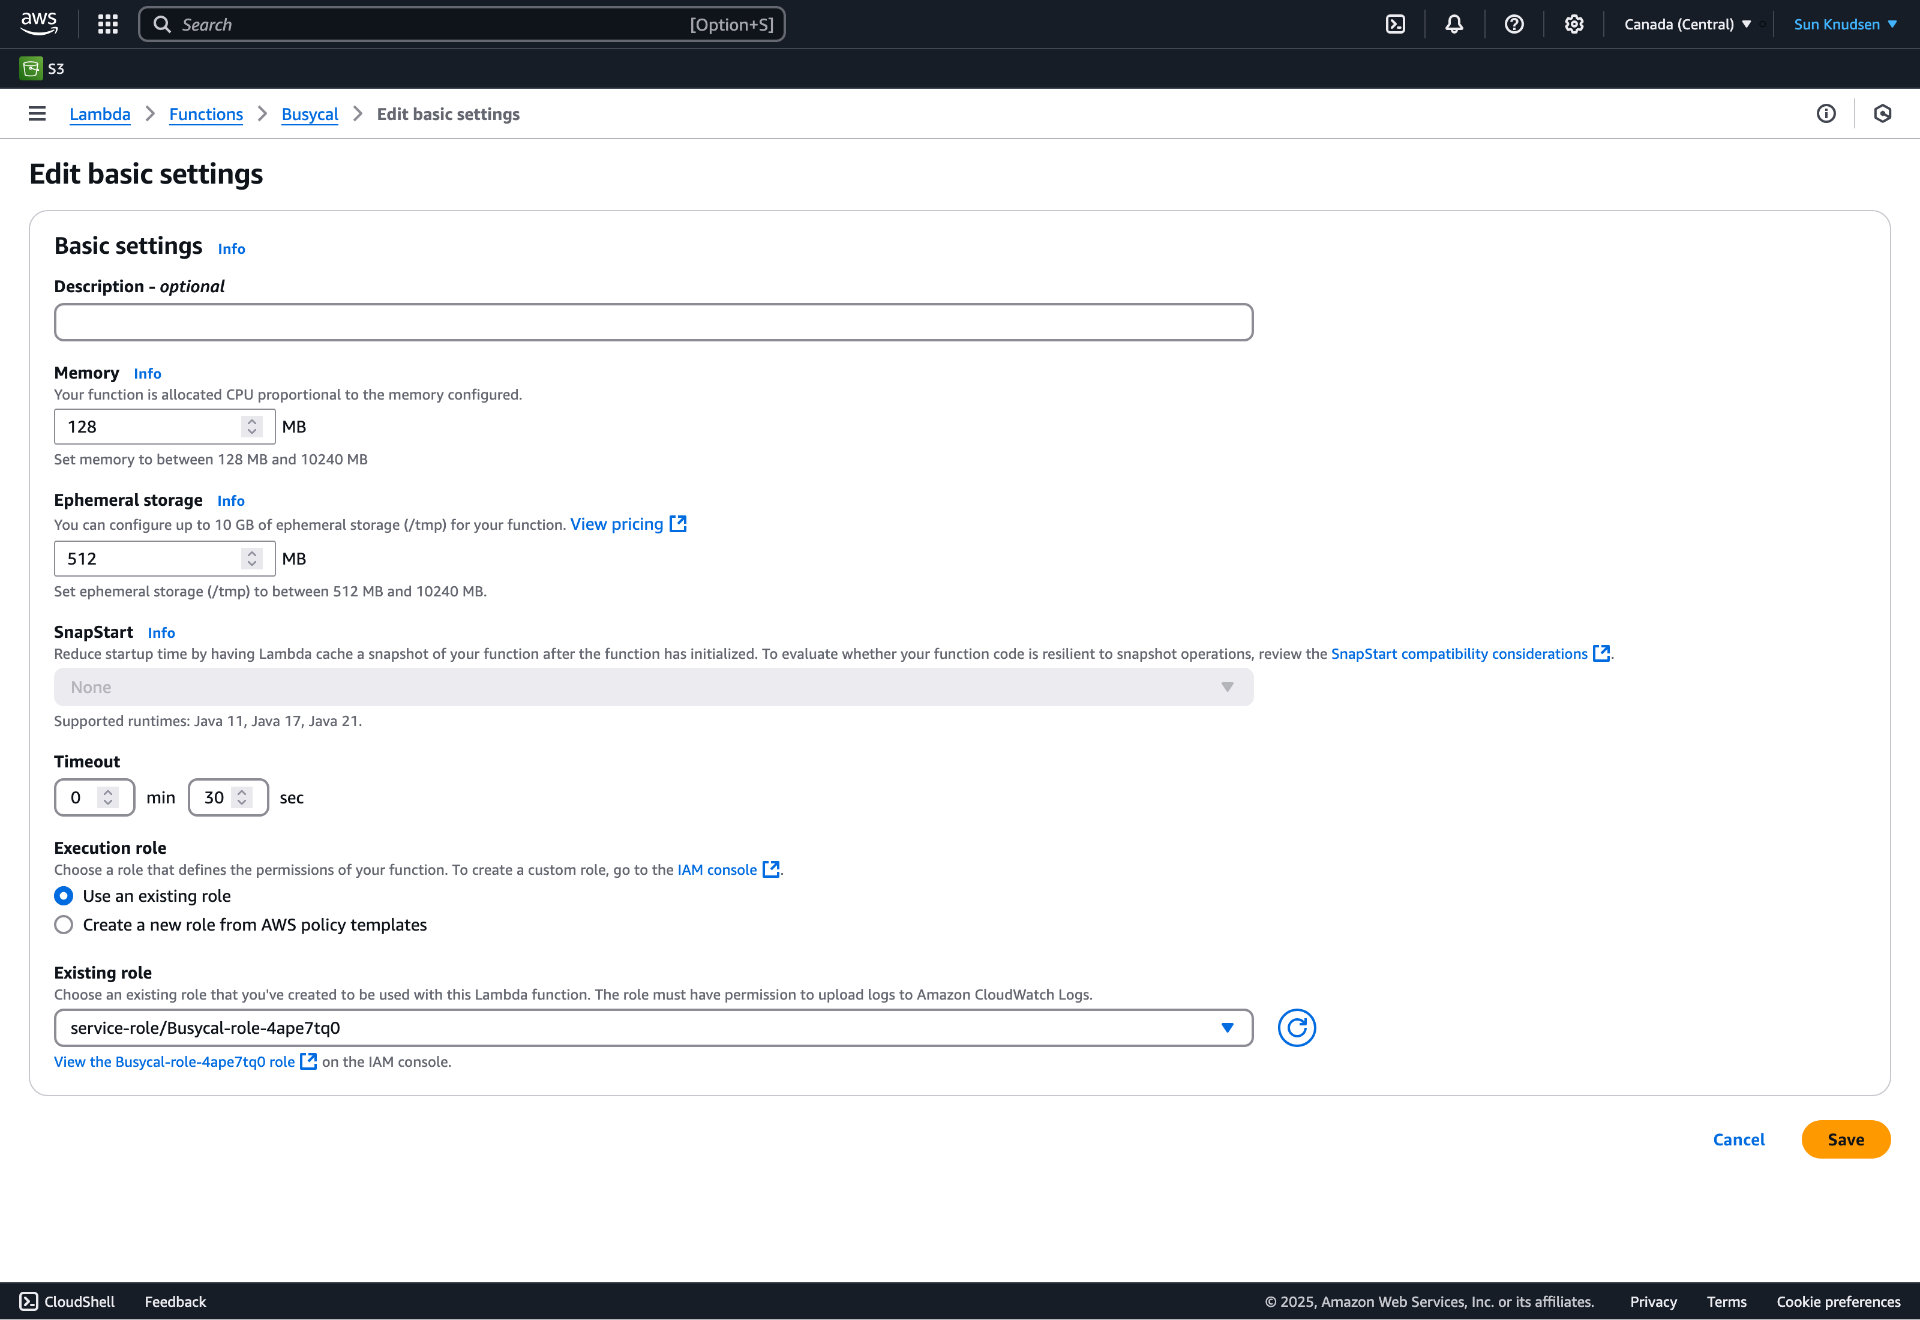 aws
Search [Option+S]
Canada (Central)
Sun Knudsen
S3
Lambda
Functions
Busycal
Edit basic settings
Edit basic settings
Basic settings Info
Description - optional
Memory Info
Your function is allocated CPU proportional to the memory configured.
128 MB
Set memory to between 128 MB and 10240 MB
Ephemeral storage Info
You can configure up to 10 GB of ephemeral storage (/tmp) for your function. View pricing
512 MB
Set ephemeral storage (/tmp) to between 512 MB and 10240 MB.
SnapStart Info
Reduce startup time by having Lambda cache a snapshot of your function after the function has initialized. To evaluate whether your function code is resilient to snapshot operations, review the SnapStart compatibility considerations.
None
Supported runtimes: Java 11, Java 17, Java 21.
Timeout
0 min 30 sec
Execution role
Choose a role that defines the permissions of your function. To create a custom role, go to the IAM console.
Use an existing role
Create a new role from AWS policy templates
Existing role
Choose an existing role that you've created to be used with this Lambda function. The role must have permission to upload logs to Amazon CloudWatch Logs.
service-role/Busycal-role-4ape7tq0
View the Busycal-role-4ape7tq0 role on the IAM console.
Cancel Save
CloudShell Feedback © 2025, Amazon Web Services, Inc. or its affiliates. Privacy Terms Cookie preferences